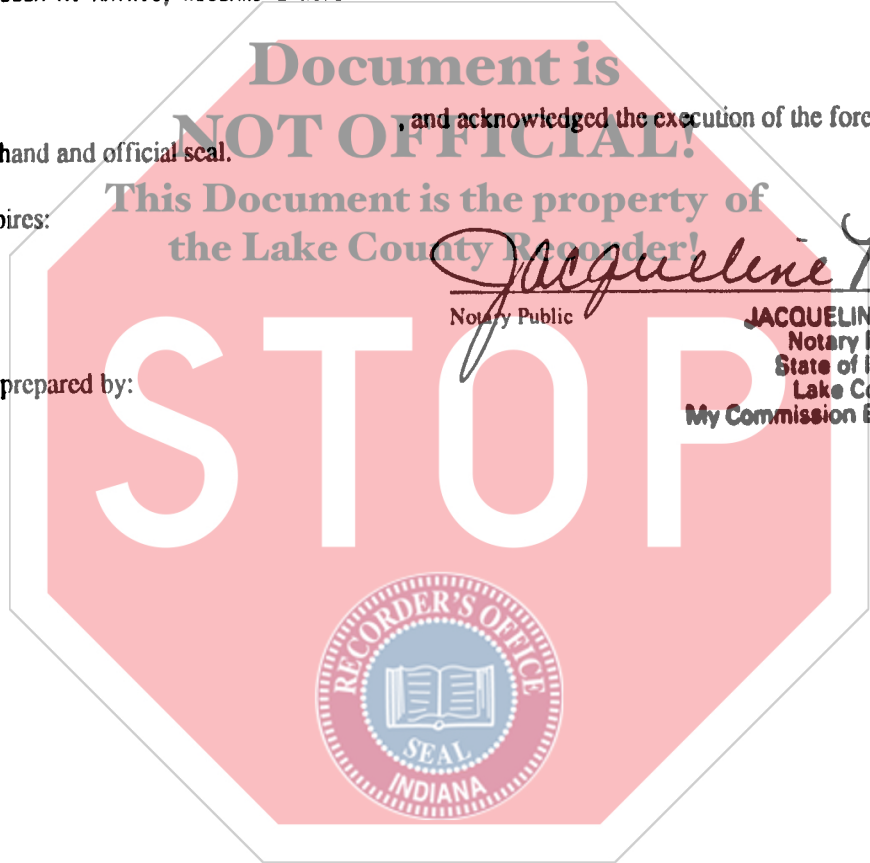 Document is
NOT OFFICIAL!
, and acknowledged the execution of the fore
hand and official seal.
This Document is the property of
pires:
the Lake County Recorder!
Jacqueline
Notary Public
JACQUELIN
Notary
State of
Lake Co
My Commission E
prepared by:
STOP
RECORDER'S OFFICE
SEAL
INDIANA